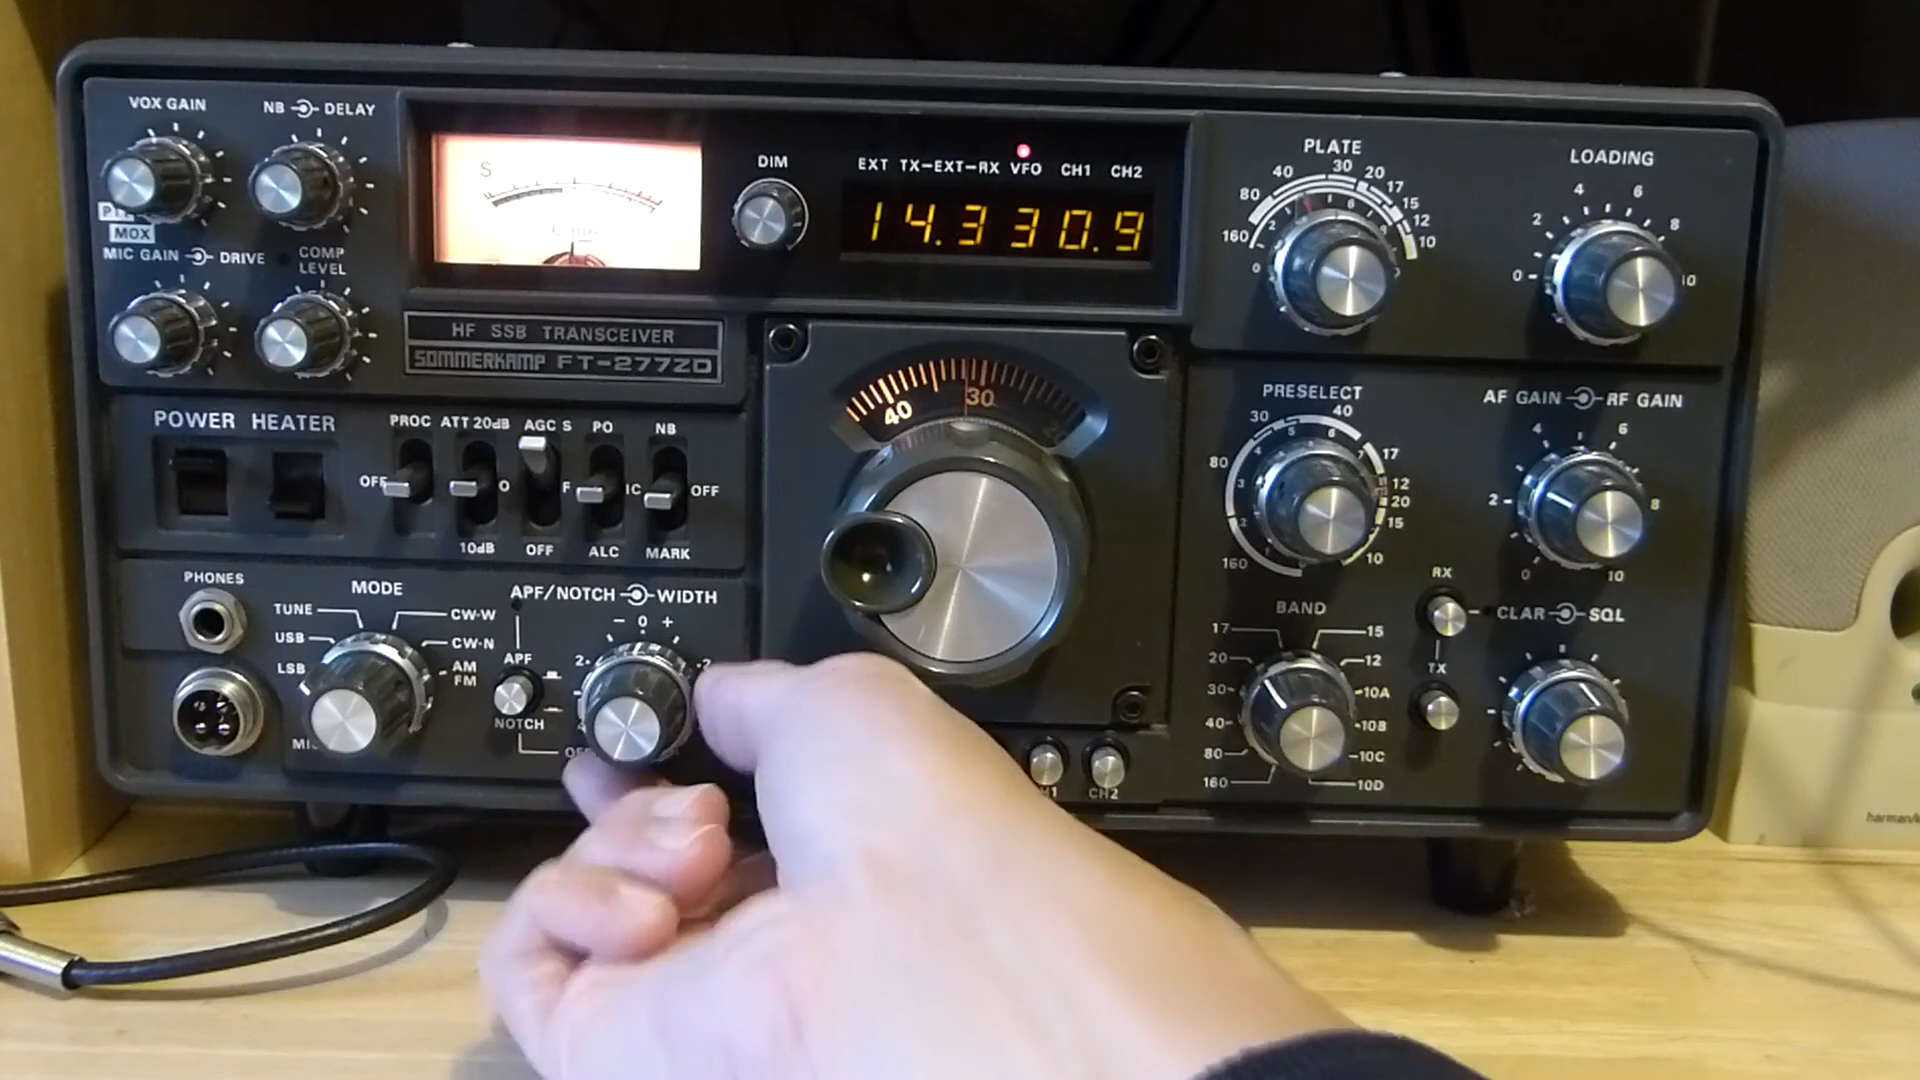 VOX GAIN
NB DELAY
MOX
MIC GAIN DRIVE
COMP
LEVEL
S
DIM
EXT TX-EXT-RX VFO CH1 CH2
14.330.9
HF SSB TRANSCEIVER
SOMMERKAMP FT-277ZD
PLATE
160 80 40 30 20 17 15 12 10
LOADING
0 2 4 6 8 10
POWER HEATER
PROC ATT 20dB AGC S PO NB
OFF O F IC OFF
10dB OFF ALC MARK
40 30
PRESELECT
160 80 30 40 17 12 20 15 10
AF GAIN RF GAIN
0 2 4 6 8 10
PHONES
MODE
TUNE
USB
LSB
CW-W
CW-N
AM
FM
APF/NOTCH WIDTH
- 0 +
2 2
APF
NOTCH
BAND
17
20
30
40
80
160
15
12
10A
10B
10C
10D
RX
TX
CLAR SQL
CH2
harman/